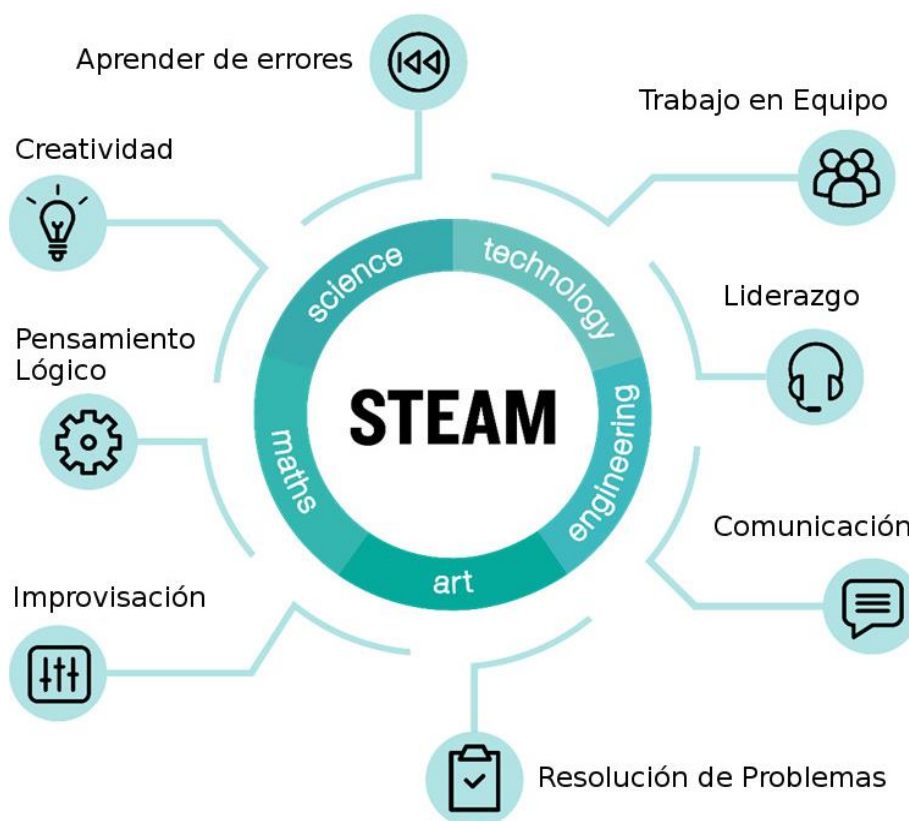 Aprender de errores
Trabajo en Equipo
Creatividad
science
technology
Liderazgo
Pensamiento
Lógico
STEAM
maths
engineering
Comunicación
art
Improvisación
Resolución de Problemas